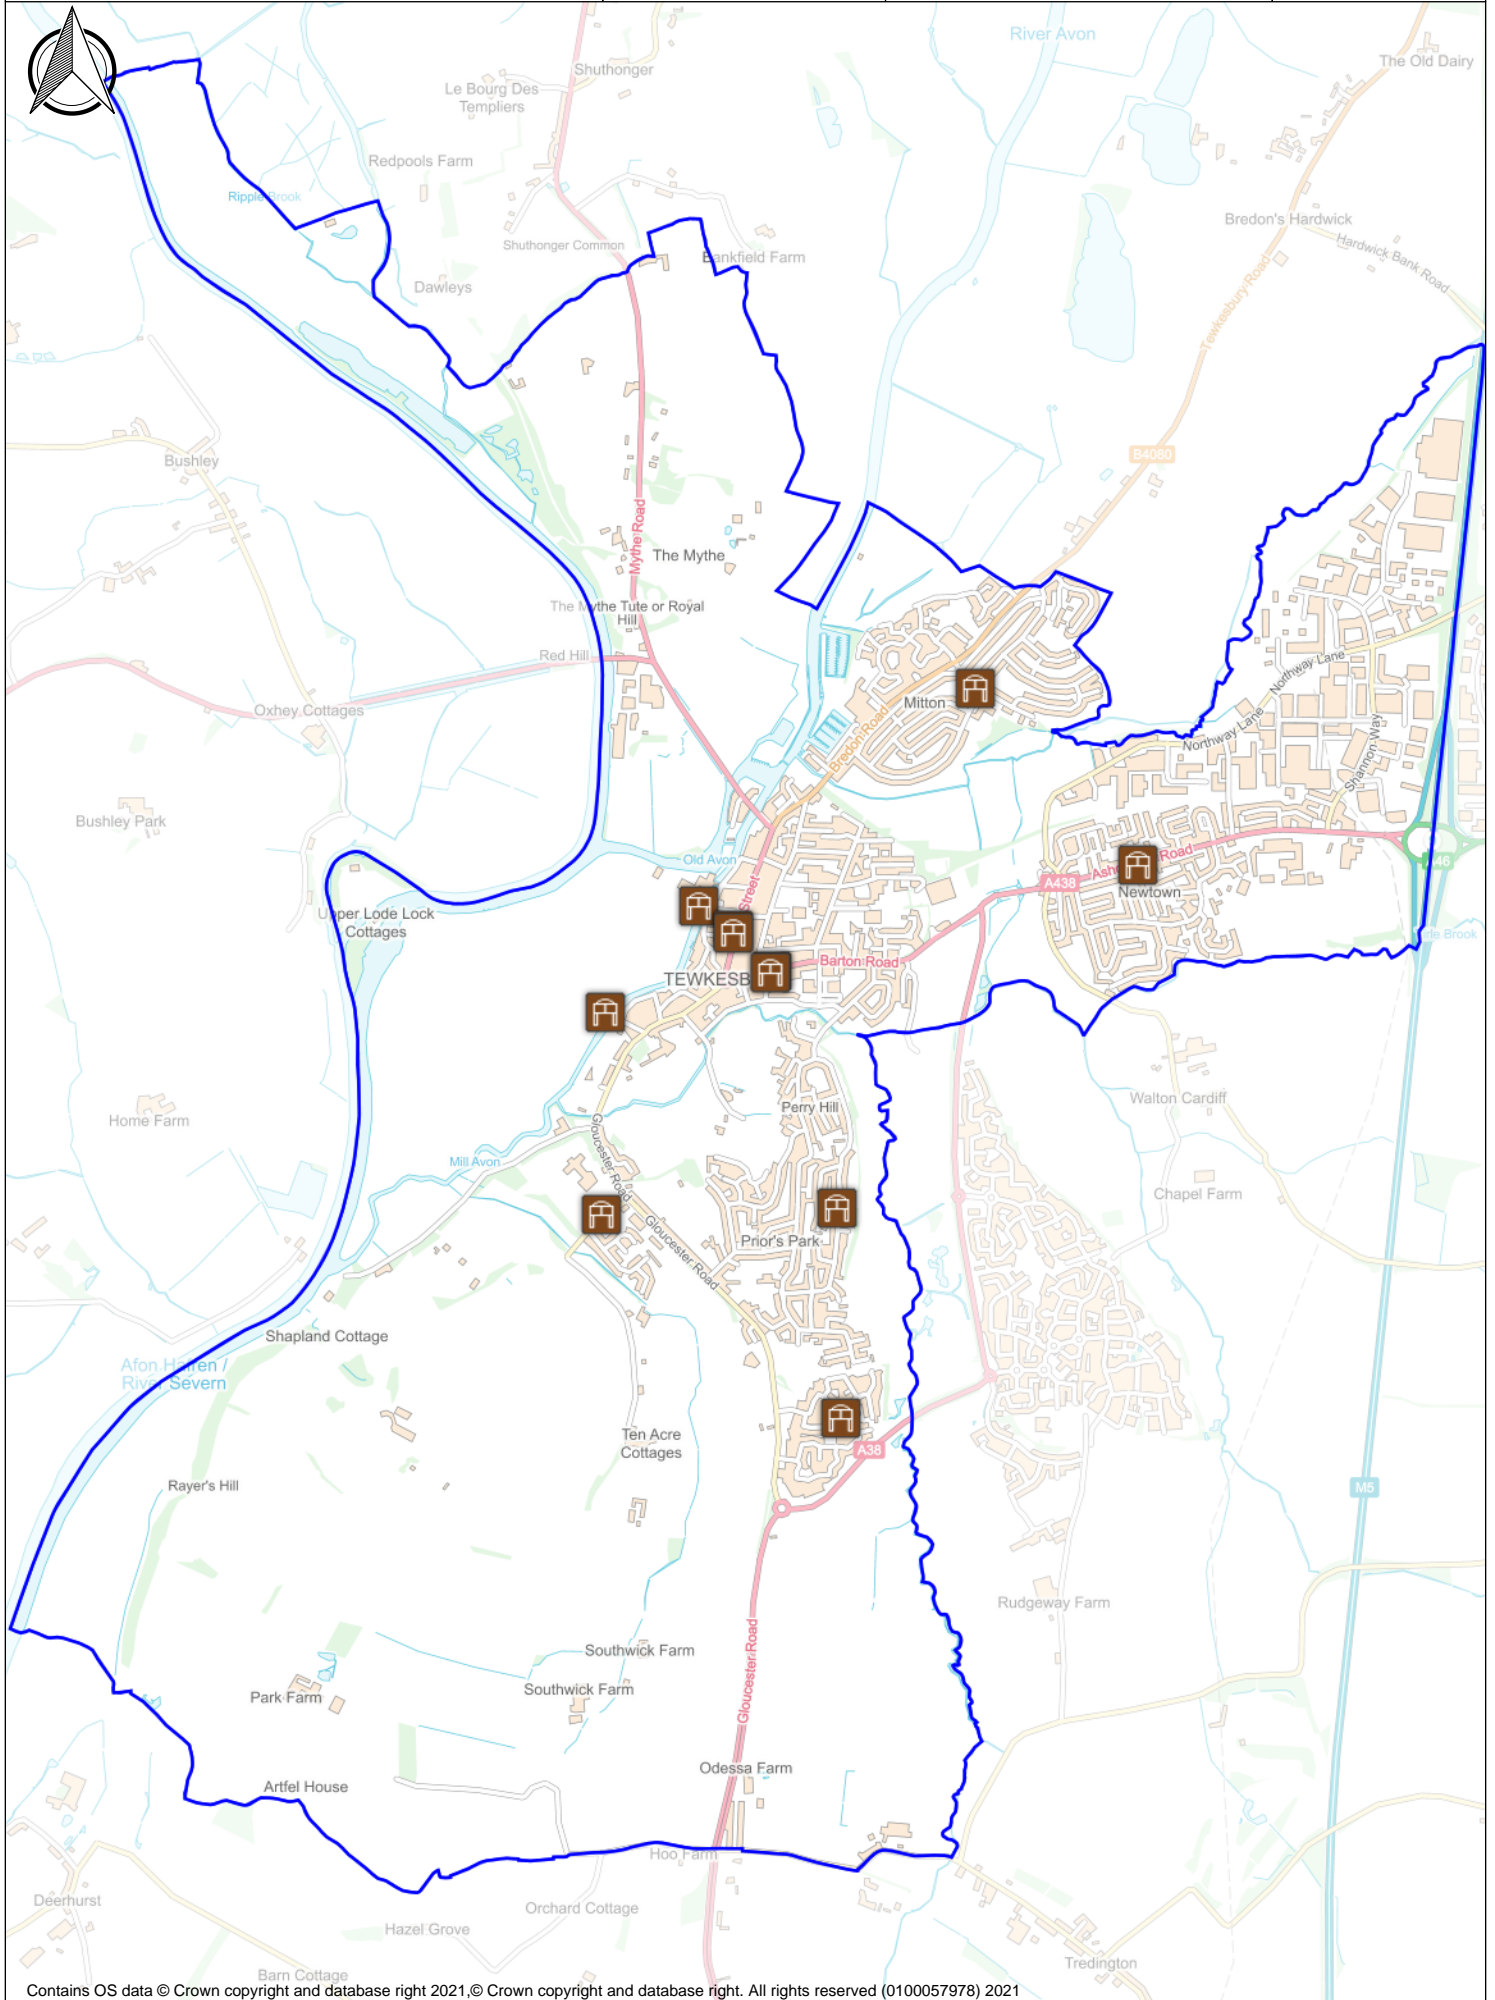 River Avon
The Old Dairy
Shuthonger
Le Bourg Des
Templiers
Redpools Farm
Ripple Brook
Bredon's Hardwick
Hardwick Bank Road
Shuthonger Common
Bankfield Farm
Dawleys
Tewkesbury Road
Bushley
B4080
Mythe Road
The Mythe
The Mythe Tute or Royal
Hill
Red Hill
Northway Lane
Oxhey Cottages
Mitton
Bredon Road
Northway Lane
Shannon Way
Bushley Park
Old Avon
Street
A438
Road
Newtown
A46
Upper Lode Lock
Cottages
Barton Road
TEWKESB
Home Farm
Perry Hill
Walton Cardiff
Gloucester Road
Mill Avon
Chapel Farm
Prior's Park
Gloucester Road
Shapland Cottage
Afon Hafren /
River Severn
Ten Acre
Cottages
A38
Rayer's Hill
M5
Rudgeway Farm
Southwick Farm
Southwick Farm
Park Farm
Gloucester Road
Odessa Farm
Artfel House
Hoo Farm
Deerhurst
Orchard Cottage
Hazel Grove
Tredington
Barn Cottage
Contains OS data © Crown copyright and database right 2021,© Crown copyright and database right. All rights reserved (0100057978) 2021